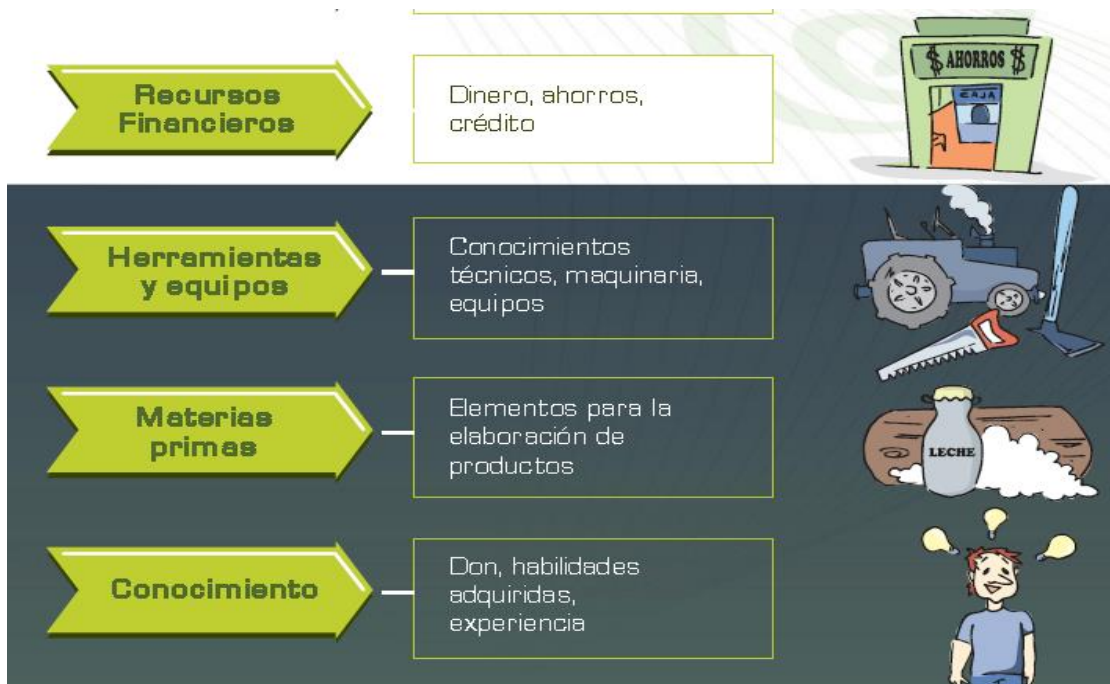 Recursos
Financieros
Dinero, ahorros,
crédito
$ AHORROS $
CAJA
Herramientas
y equipos
Conocimientos
técnicos, maquinaria,
equipos
Materias
primas
Elementos para la
elaboración de
productos
LECHE
Conocimiento
Don, habilidades
adquiridas,
experiencia